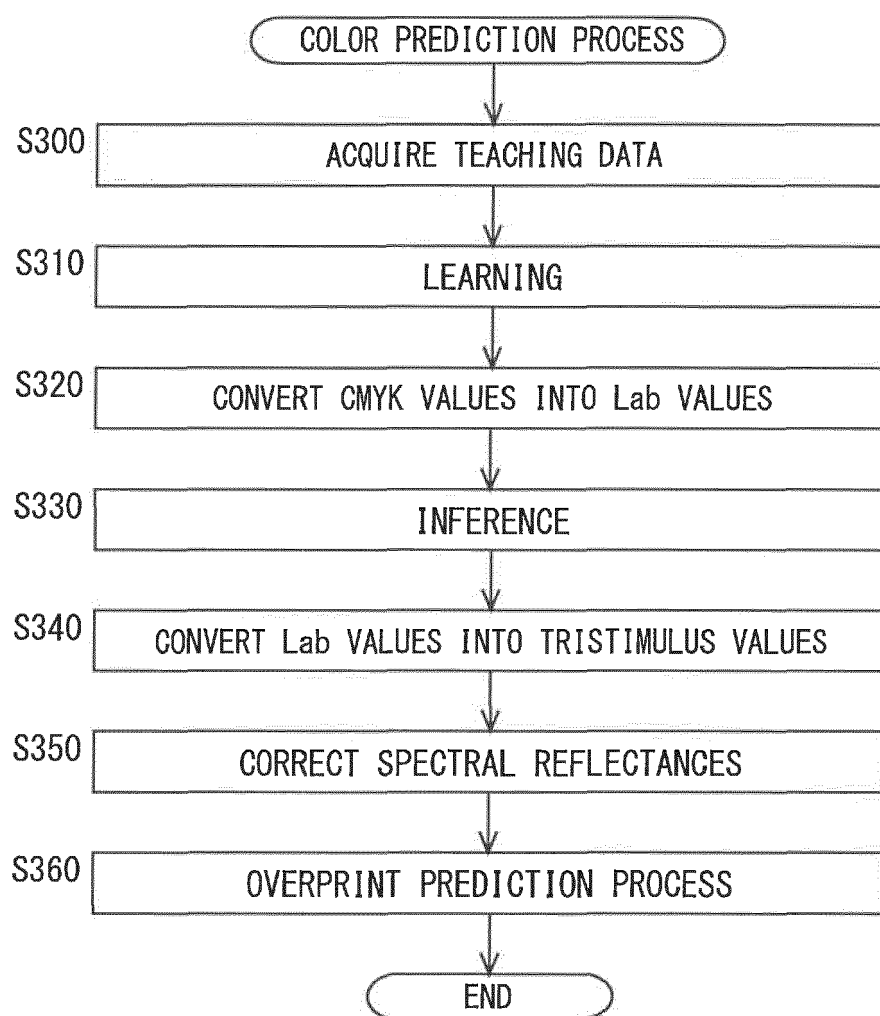 COLOR PREDICTION PROCESS
S300
ACQUIRE TEACHING DATA
S310
LEARNING
S320
CONVERT CMYK VALUES INTO Lab VALUES
S330
INFERENCE
S340
CONVERT Lab VALUES INTO TRISTIMULUS VALUES
S350
CORRECT SPECTRAL REFLECTANCES
S360
OVERPRINT PREDICTION PROCESS
END